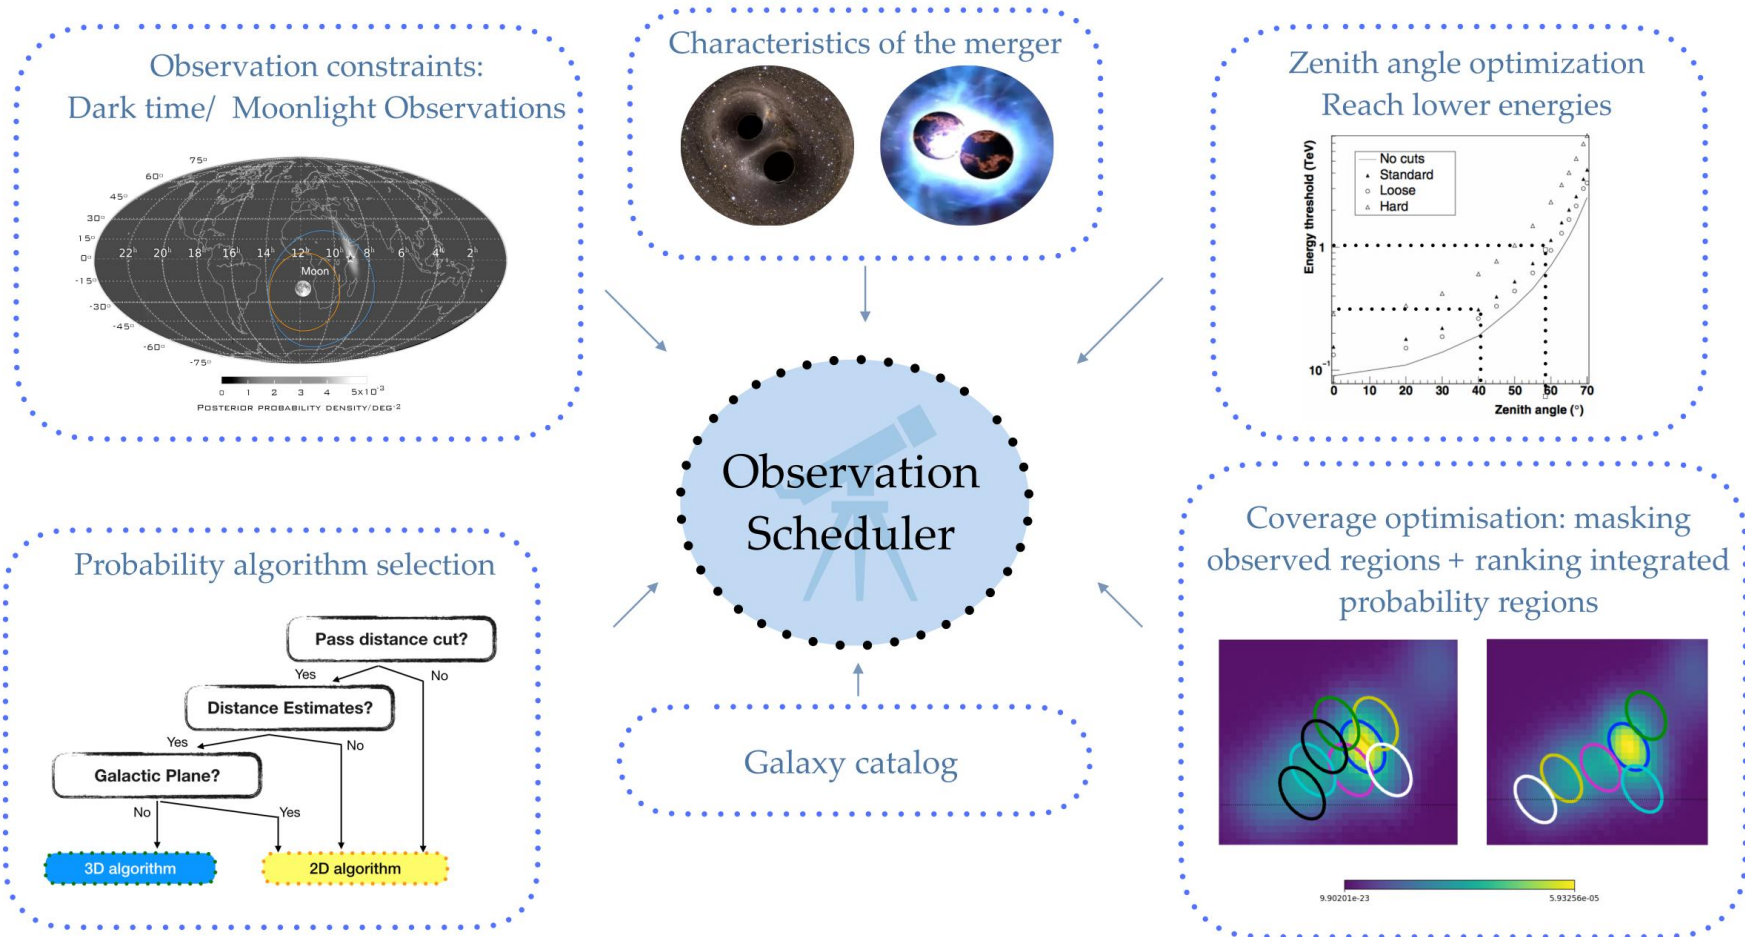 Observation constraints:
Dark time/ Moonlight Observations
75°
60°
45°
30°
15°
0°
-15°
-30°
-45°
-60°
-75°
22h 20h 18h 16h 14h 12h 10h 8h 6h 4h 2h
Moon
0 1 2 3 4 5x10-3
POSTERIOR PROBABILITY DENSITY/DEG-2
Characteristics of the merger
Zenith angle optimization
Reach lower energies
Energy threshold (TeV)
No cuts
Standard
Loose
Hard
1
10-1
0 10 20 30 40 50 60 70
Zenith angle (°)
Observation
Scheduler
Probability algorithm selection
Pass distance cut?
Yes
No
Distance Estimates?
Yes
No
Galactic Plane?
No
Yes
3D algorithm
2D algorithm
Galaxy catalog
Coverage optimisation: masking
observed regions + ranking integrated
probability regions
9.90201e-23
5.93256e-05